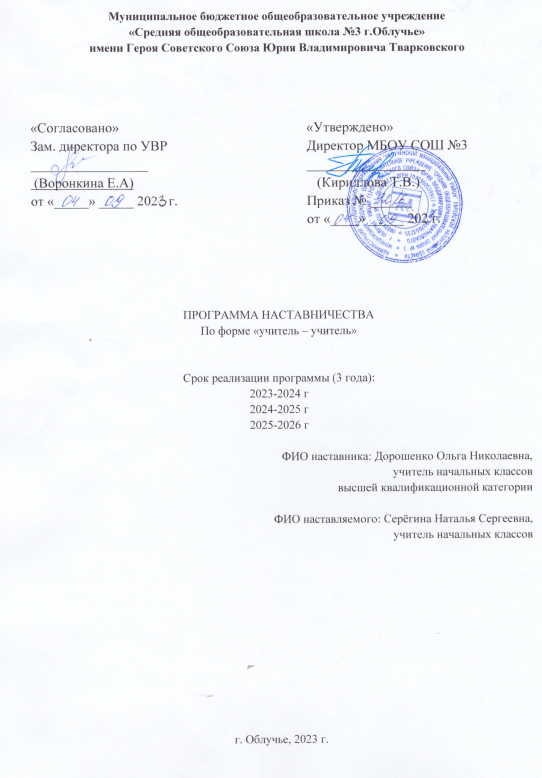 Муниципальное бюджетное общеобразовательное учреждение
«Средняя общеобразовательная школа №3 г.Облучье»
имени Героя Советского Союза Юрия Владимировича Тварковского
«Согласовано»
Зам. директора по УВР
(Воронкина Е.А)
от « 04 » 09 2023 г.
«Утверждено»
Директор МБОУ СОШ №3
(Кириллова Т.В.)
Приказ №
от « 04 »
ПРОГРАММА НАСТАВНИЧЕСТВА
По форме «учитель – учитель»
Срок реализации программы (3 года):
2023-2024 г
2024-2025 г
2025-2026 г
ФИО наставника: Дорошенко Ольга Николаевна,
учитель начальных классов
высшей квалификационной категории
ФИО наставляемого: Серёгина Наталья Сергеевна,
учитель начальных классов
г. Облучье, 2023 г.